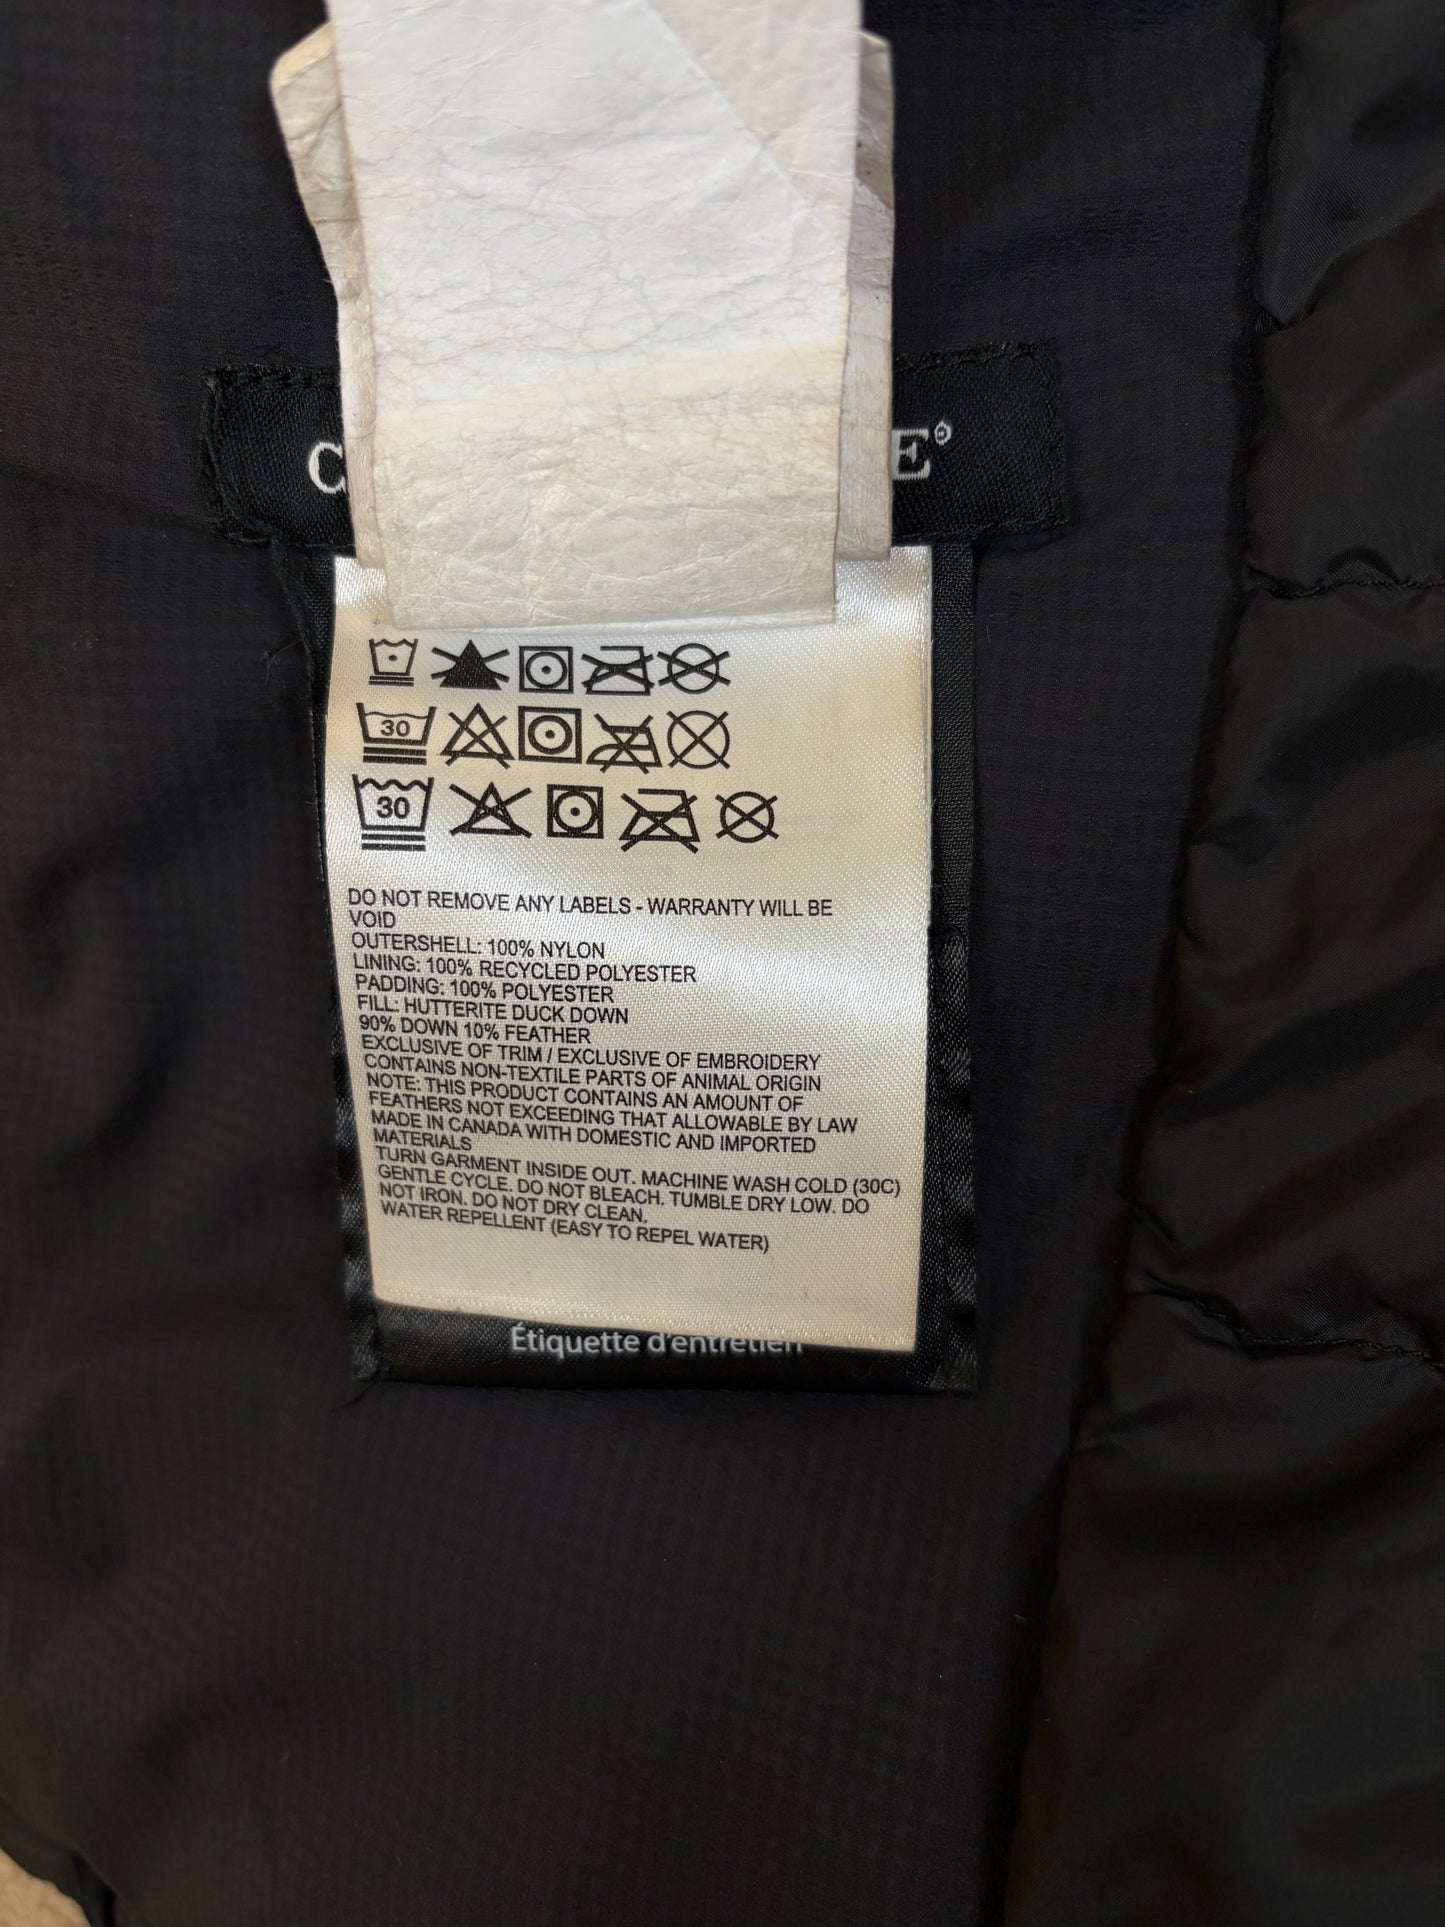 C E®
30
30
DO NOT REMOVE ANY LABELS - WARRANTY WILL BE
VOID
OUTERSHELL: 100% NYLON
LINING: 100% RECYCLED POLYESTER
PADDING: 100% POLYESTER
FILL: HUTTERITE DUCK DOWN
90% DOWN 10% FEATHER
EXCLUSIVE OF TRIM / EXCLUSIVE OF EMBROIDERY
CONTAINS NON-TEXTILE PARTS OF ANIMAL ORIGIN
NOTE: THIS PRODUCT CONTAINS AN AMOUNT OF
FEATHERS NOT EXCEEDING THAT ALLOWABLE BY LAW
MADE IN CANADA WITH DOMESTIC AND IMPORTED
MATERIALS
TURN GARMENT INSIDE OUT. MACHINE WASH COLD (30C)
GENTLE CYCLE. DO NOT BLEACH. TUMBLE DRY LOW. DO
NOT IRON. DO NOT DRY CLEAN.
WATER REPELLENT (EASY TO REPEL WATER)
Étiquette d'entretien